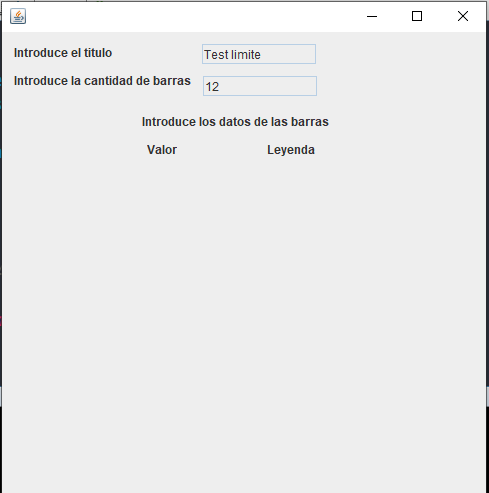 Introduce el titulo Test limite
Introduce la cantidad de barras 12
Introduce los datos de las barras
Valor Leyenda